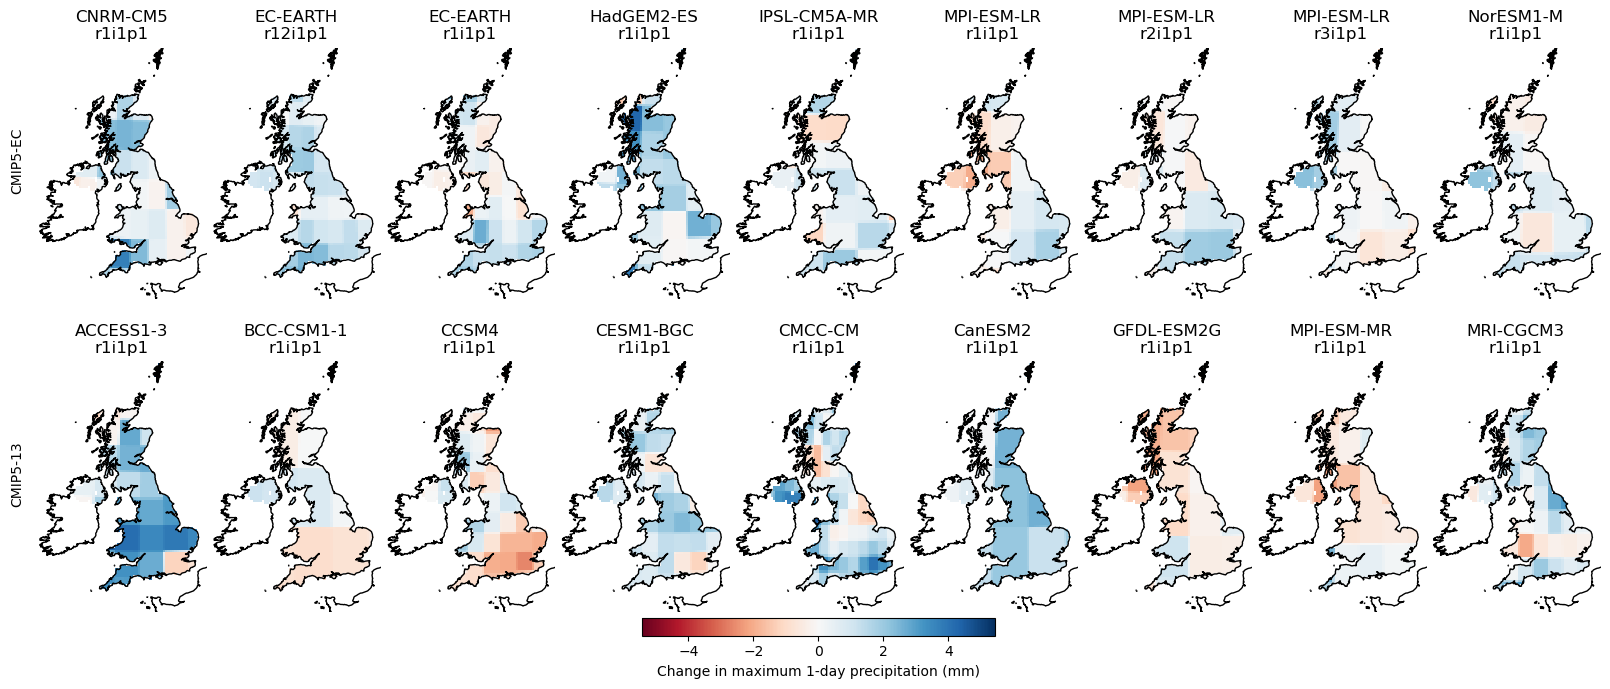 CNRM-CM5 EC-EARTH EC-EARTH HadGEM2-ES IPSL-CM5A-MR MPI-ESM-LR MPI-ESM-LR MPI-ESM-LR NorESM1-M
r1i1p1 r12i1p1 r1i1p1 r1i1p1 r1i1p1 r1i1p1 r2i1p1 r3i1p1 r1i1p1
CMIP5-EC
ACCESS1-3 BCC-CSM1-1 CCSM4 CESM1-BGC CMCC-CM CanESM2 GFDL-ESM2G MPI-ESM-MR MRI-CGCM3
r1i1p1 r1i1p1 r1i1p1 r1i1p1 r1i1p1 r1i1p1 r1i1p1 r1i1p1 r1i1p1
CMIP5-13
−4 −2 0 2 4
Change in maximum 1-day precipitation (mm)